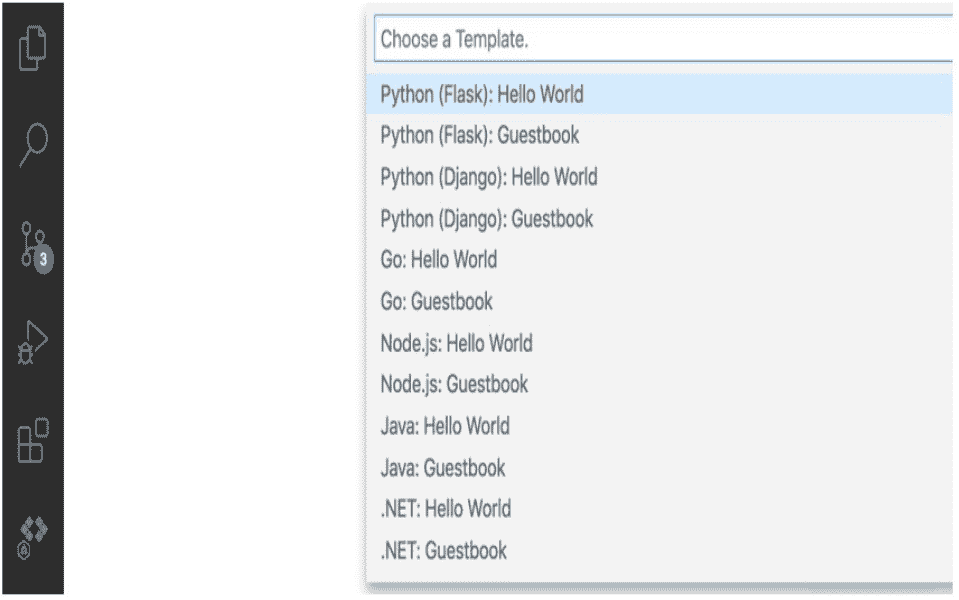 Choose a Template.
Python (Flask): Hello World
Python (Flask): Guestbook
Python (Django): Hello World
Python (Django): Guestbook
Go: Hello World
3
Go: Guestbook
Node.js: Hello World
Node.js: Guestbook
Java: Hello World
Java: Guestbook
.NET: Hello World
.NET: Guestbook